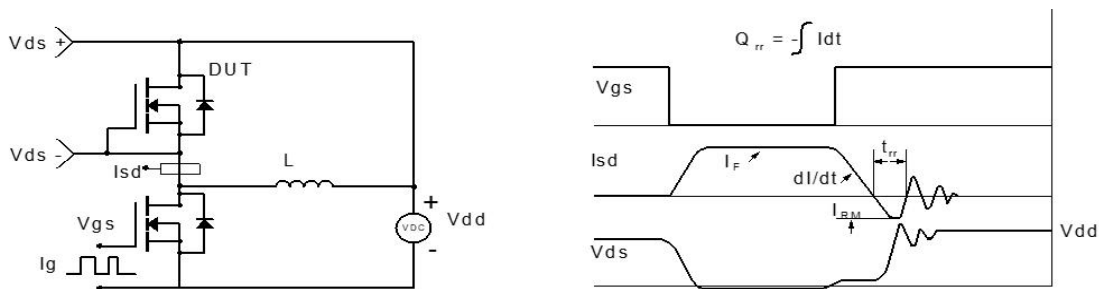 Vds +
DUT
Vds -
Isd
L
Vgs
+
VDC
-
Vdd
Ig
Q rr = -∫ Idt
Vgs
Isd
I F
dI/dt
t rr
I RM
Vds
Vdd